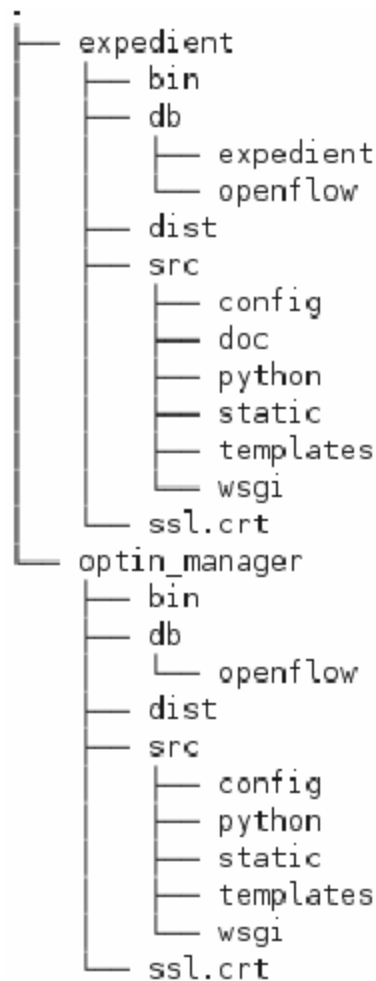 .
expedient
bin
db
expedient
openflow
dist
src
config
doc
python
static
templates
wsgi
ssl.crt
optin_manager
bin
db
openflow
dist
src
config
python
static
templates
wsgi
ssl.crt